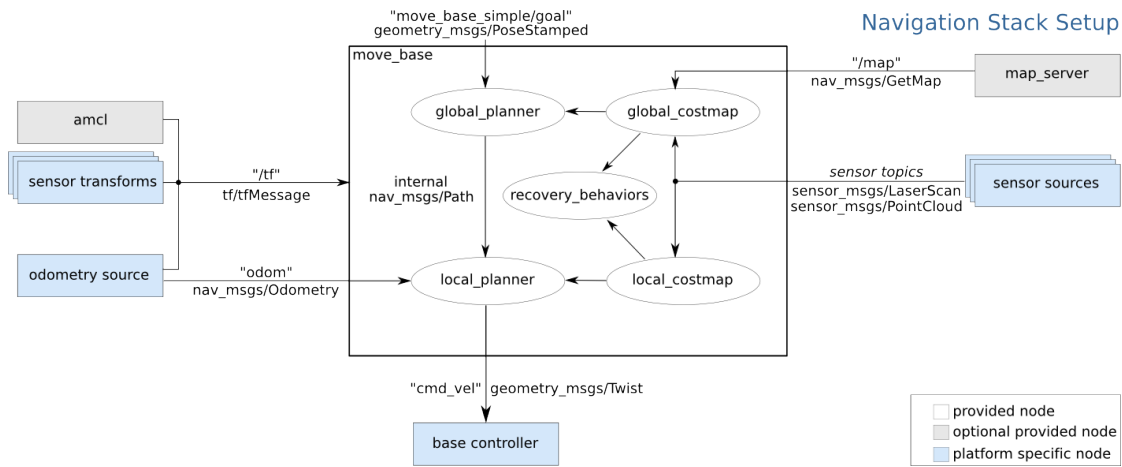 Navigation Stack Setup
"move_base_simple/goal"
geometry_msgs/PoseStamped
move_base
"/map"
nav_msgs/GetMap
map_server
amcl
global_planner
global_costmap
sensor transforms
"/tf"
tf/tfMessage
internal
nav_msgs/Path
recovery_behaviors
sensor topics
sensor_msgs/LaserScan
sensor_msgs/PointCloud
sensor sources
odometry source
"odom"
nav_msgs/Odometry
local_planner
local_costmap
"cmd_vel" geometry_msgs/Twist
base controller
provided node
optional provided node
platform specific node